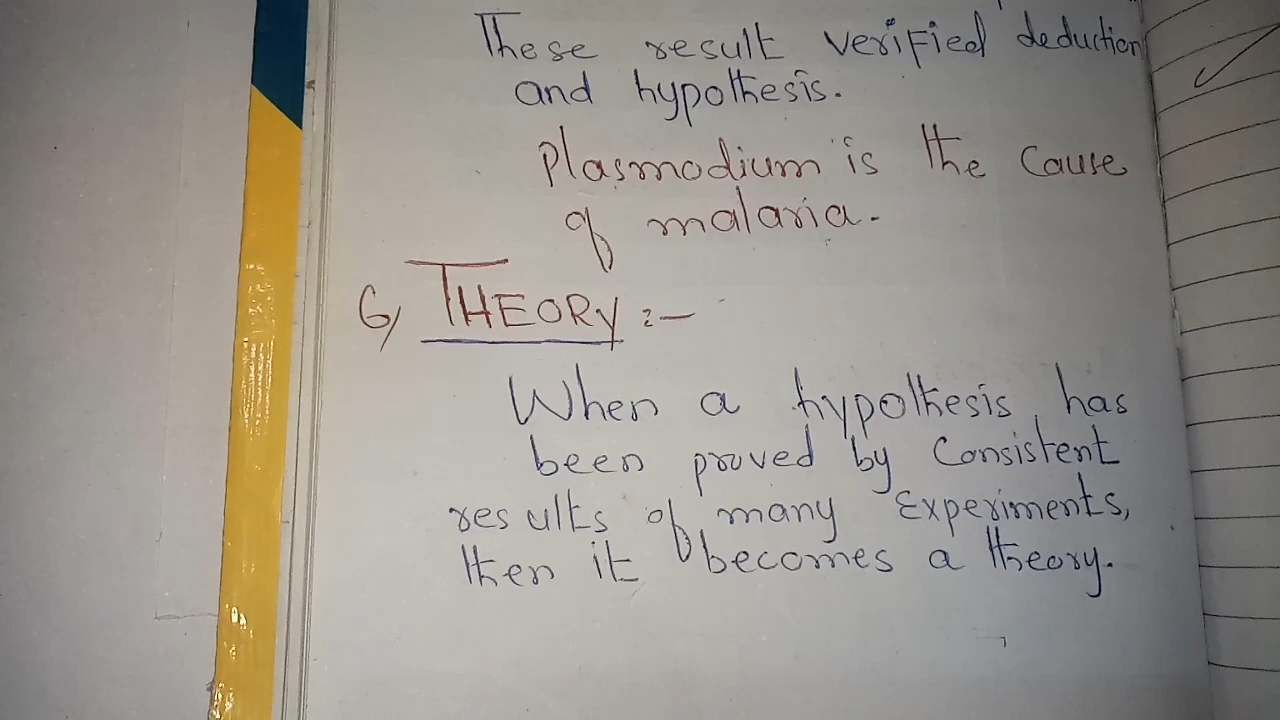 These result verified deduction
and hypothesis.
Plasmodium is the cause
of malaria.
6, THEORY :-
When a hypothesis has
been proved by consistent
results of many experiments,
then it becomes a theory.